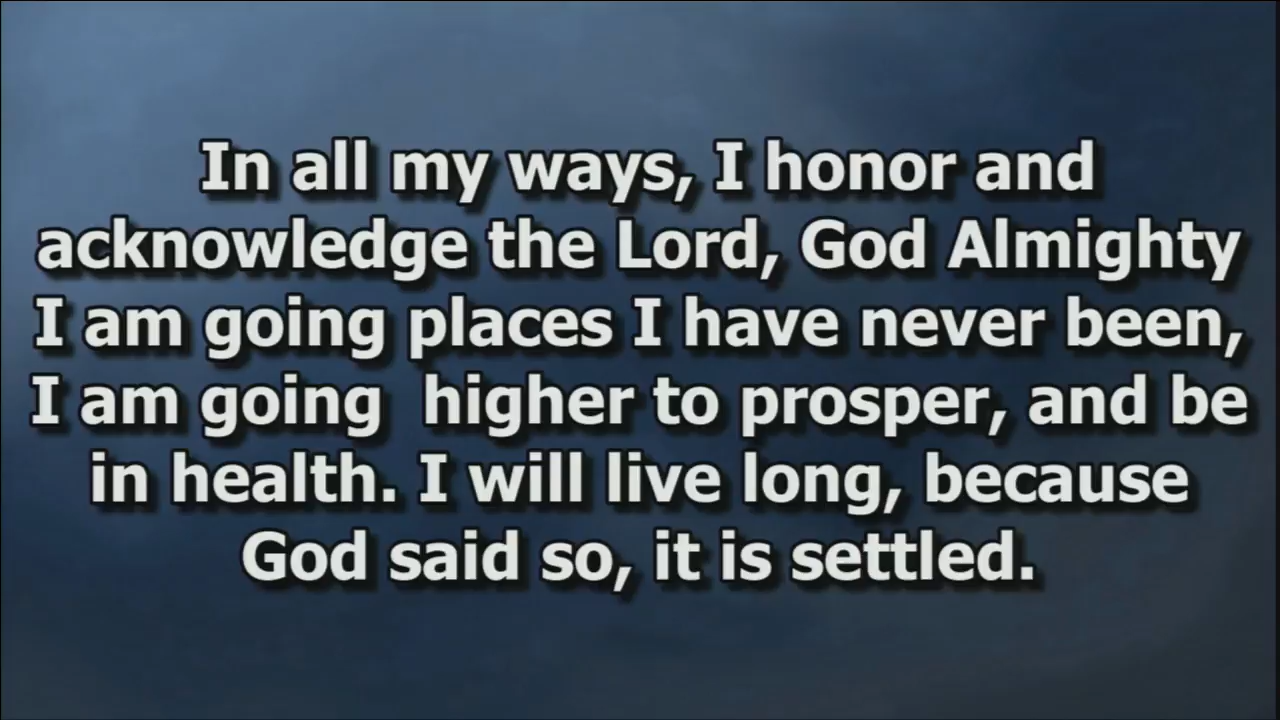 In all my ways, I honor and
acknowledge the Lord, God Almighty
I am going places I have never been,
I am going  higher to prosper, and be
in health. I will live long, because
God said so, it is settled.